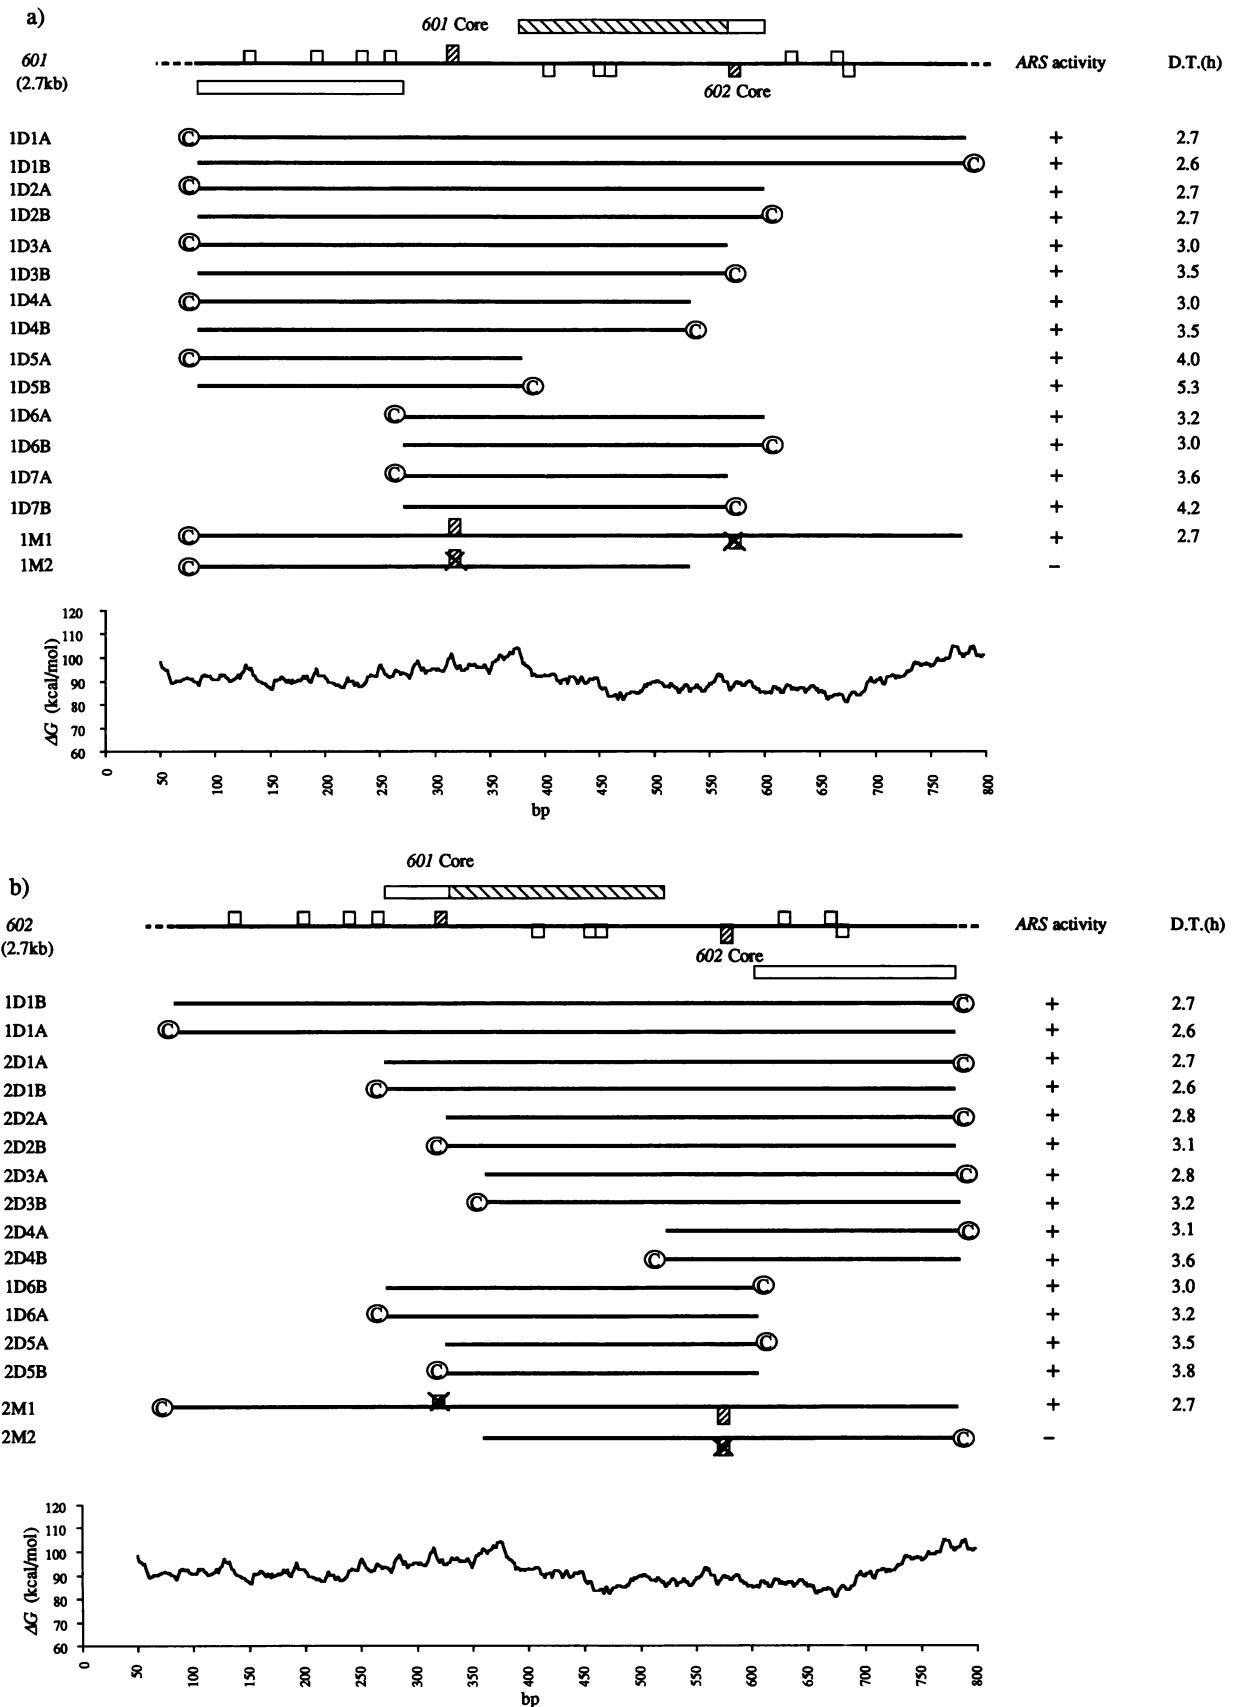 a)
601 Core
601
(2.7kb)
602 Core
ARS activity D.T.(h)
1D1A C + 2.7
1D1B C + 2.6
1D2A C + 2.7
1D2B C + 2.7
1D3A C + 3.0
1D3B C + 3.5
1D4A C + 3.0
1D4B C + 3.5
1D5A C + 4.0
1D5B C + 5.3
1D6A C + 3.2
1D6B C + 3.0
1D7A C + 3.6
1D7B C + 4.2
1M1 C + 2.7
1M2 C −
120
110
100
90
80
70
60
ΔG (kcal/mol)
0 50 100 150 200 250 300 350 400 450 500 550 600 650 700 750 800
bp
601 Core
b)
602
(2.7kb)
602 Core
ARS activity D.T.(h)
1D1B C + 2.7
1D1A C + 2.6
2D1A C + 2.7
2D1B C + 2.6
2D2A C + 2.8
2D2B C + 3.1
2D3A C + 2.8
2D3B C + 3.2
2D4A C + 3.1
2D4B C + 3.6
1D6B C + 3.0
1D6A C + 3.2
2D5A C + 3.5
2D5B C + 3.8
2M1 C + 2.7
2M2 C −
120
110
100
90
80
70
60
ΔG (kcal/mol)
0 50 100 150 200 250 300 350 400 450 500 550 600 650 700 750 800
bp